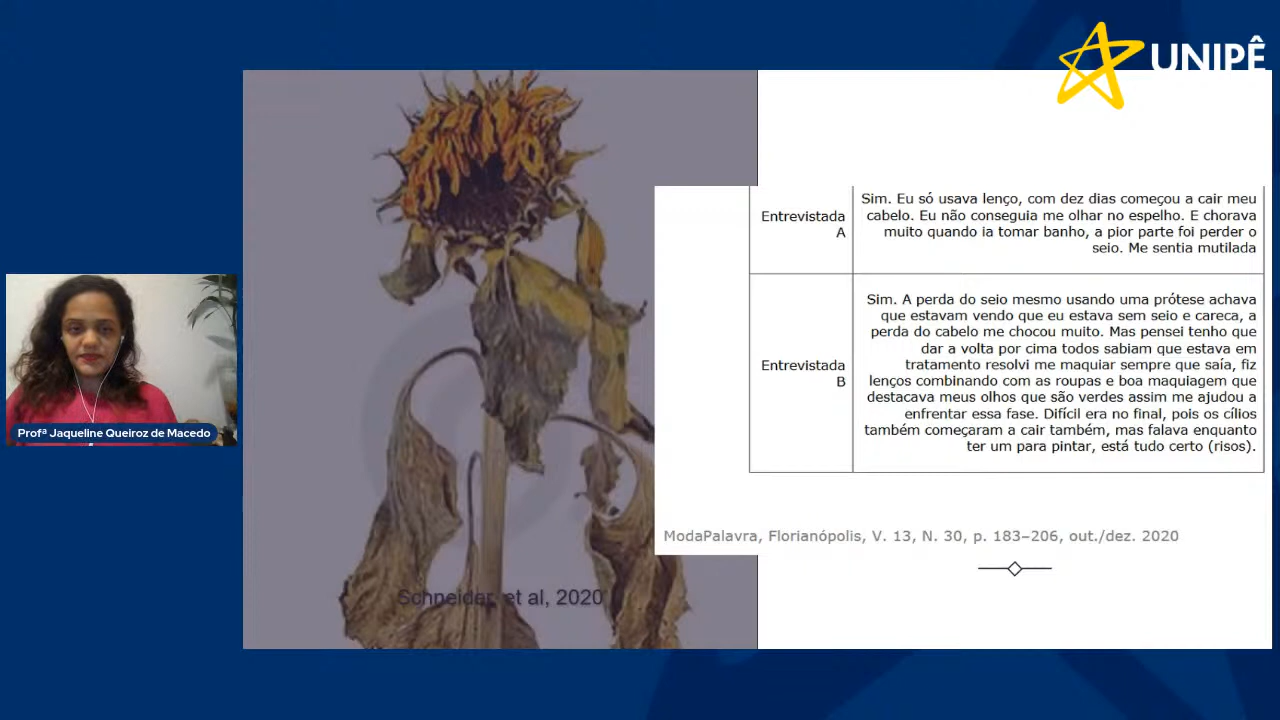 UNIPÊ
Entrevistada
A
Sim. Eu só usava lenço, com dez dias começou a cair meu
cabelo. Eu não conseguia me olhar no espelho. E chorava
muito quando ia tomar banho, a pior parte foi perder o
seio. Me sentia mutilada
Entrevistada
B
Sim. A perda do seio mesmo usando uma prótese achava
que estavam vendo que eu estava sem seio e careca, a
perda do cabelo me chocou muito. Mas pensei tenho que
dar a volta por cima todos sabiam que estava em
tratamento resolvi me maquiar sempre que saía, fiz
lenços combinando com as roupas e boa maquiagem que
destacava meus olhos que são verdes assim me ajudou a
enfrentar essa fase. Difícil era no final, pois os cílios
também começaram a cair também, mas falava enquanto
ter um para pintar, está tudo certo (risos).
ModaPalavra, Florianópolis, V. 13, N. 30, p. 183–206, out./dez. 2020
Schneider, et al, 2020
Profª Jaqueline Queiroz de Macedo